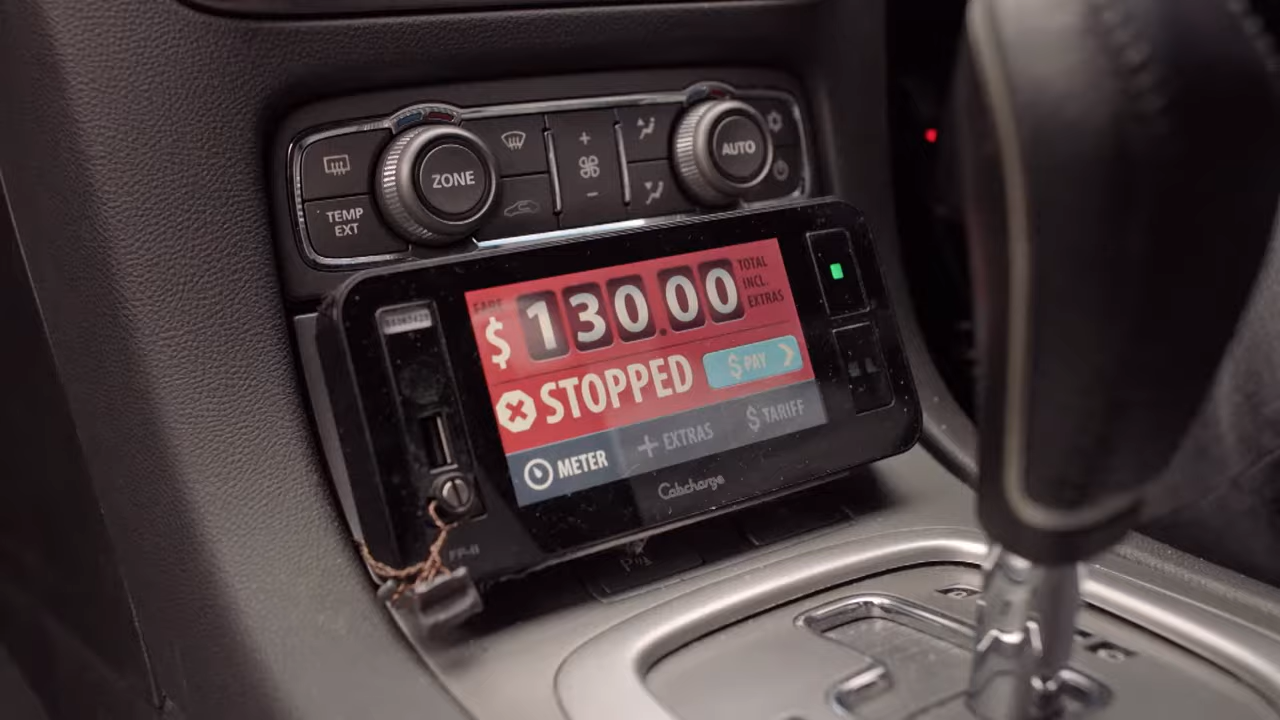 ZONE
AUTO
TEMP
EXT
FARE
$130.00
TOTAL
INCL.
EXTRAS
STOPPED
$ PAY
METER
+ EXTRAS
$ TARIFF
Cabcharge